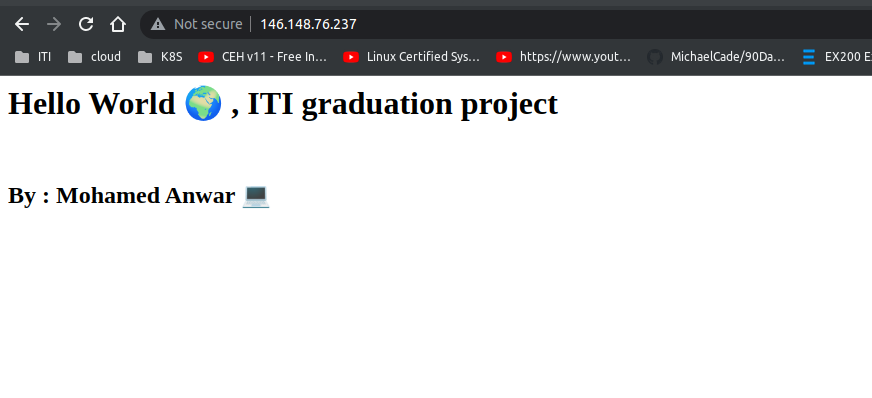 Not secure 146.148.76.237
ITI cloud K8S CEH v11 - Free In... Linux Certified Sys... https://www.yout... MichaelCade/90Da... EX200 E
Hello World 🌍 , ITI graduation project
By : Mohamed Anwar 💻